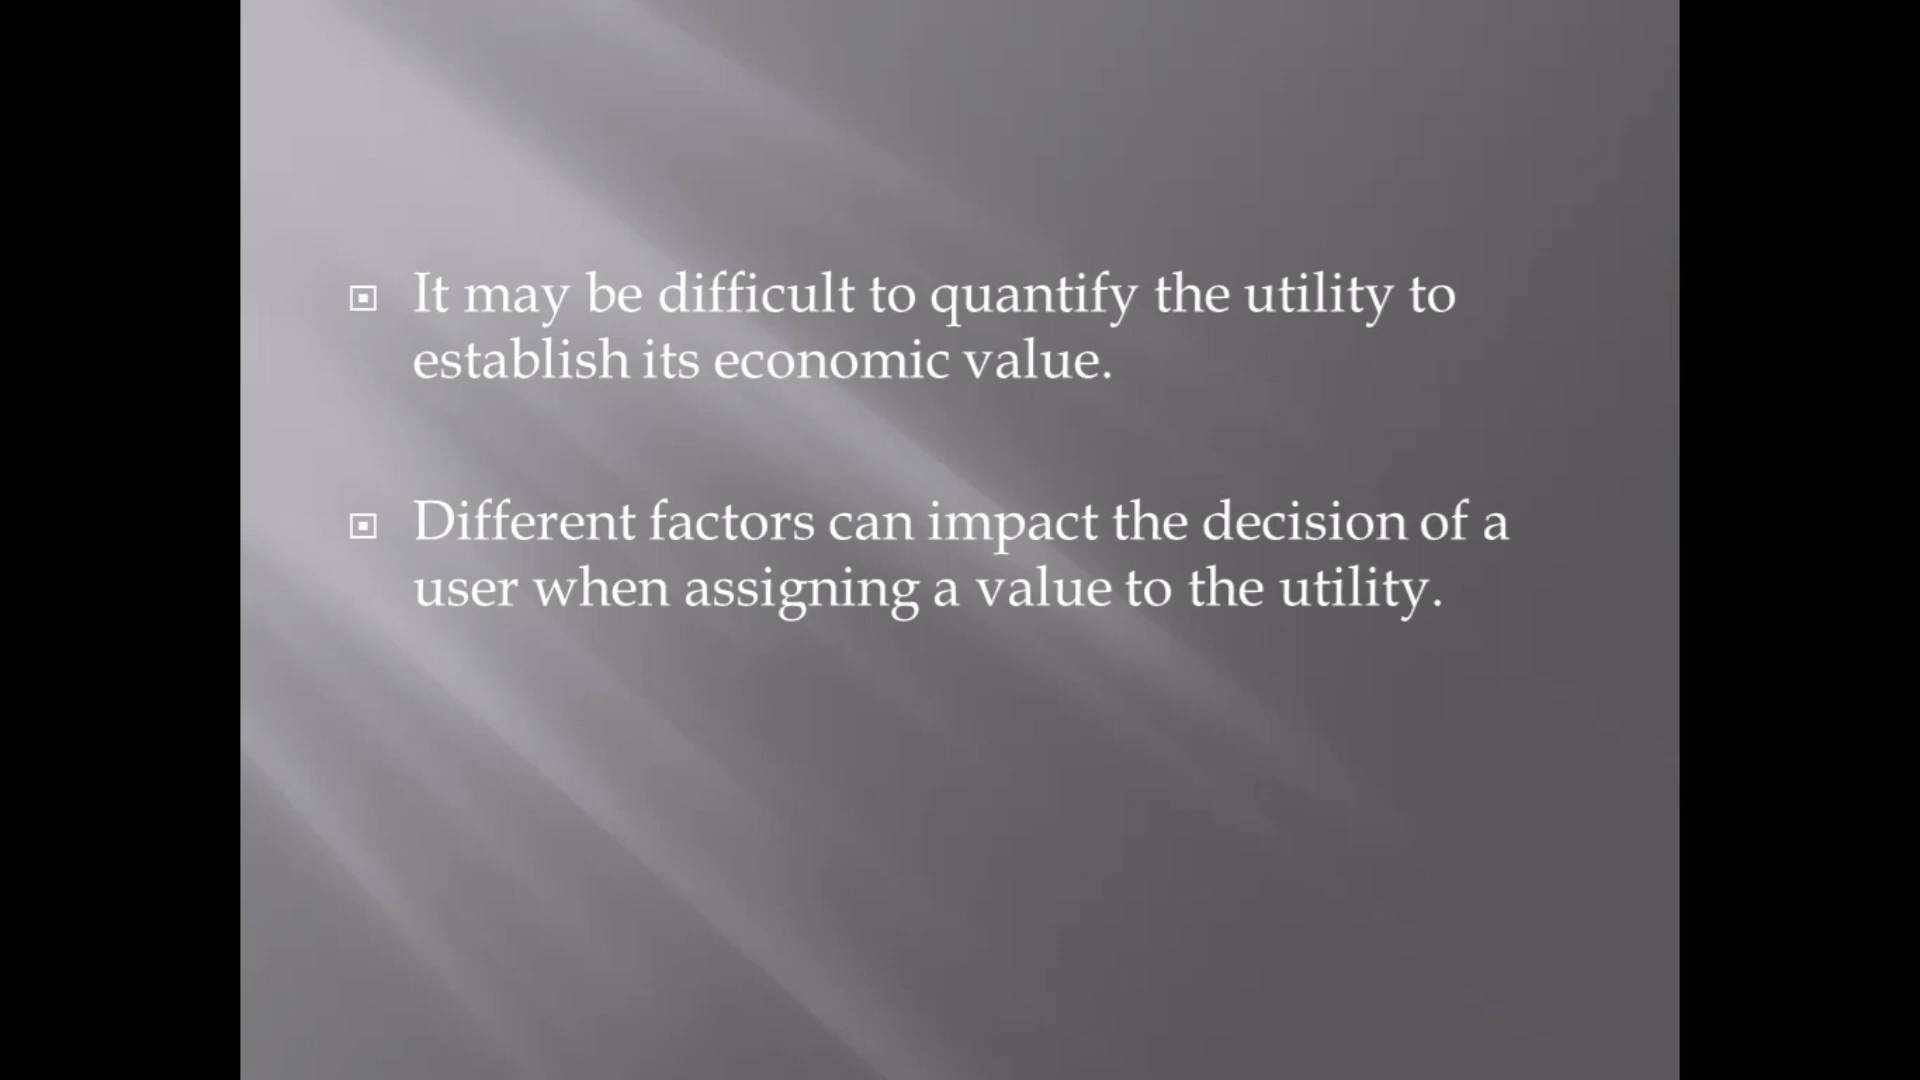 It may be difficult to quantify the utility to
establish its economic value.
Different factors can impact the decision of a
user when assigning a value to the utility.